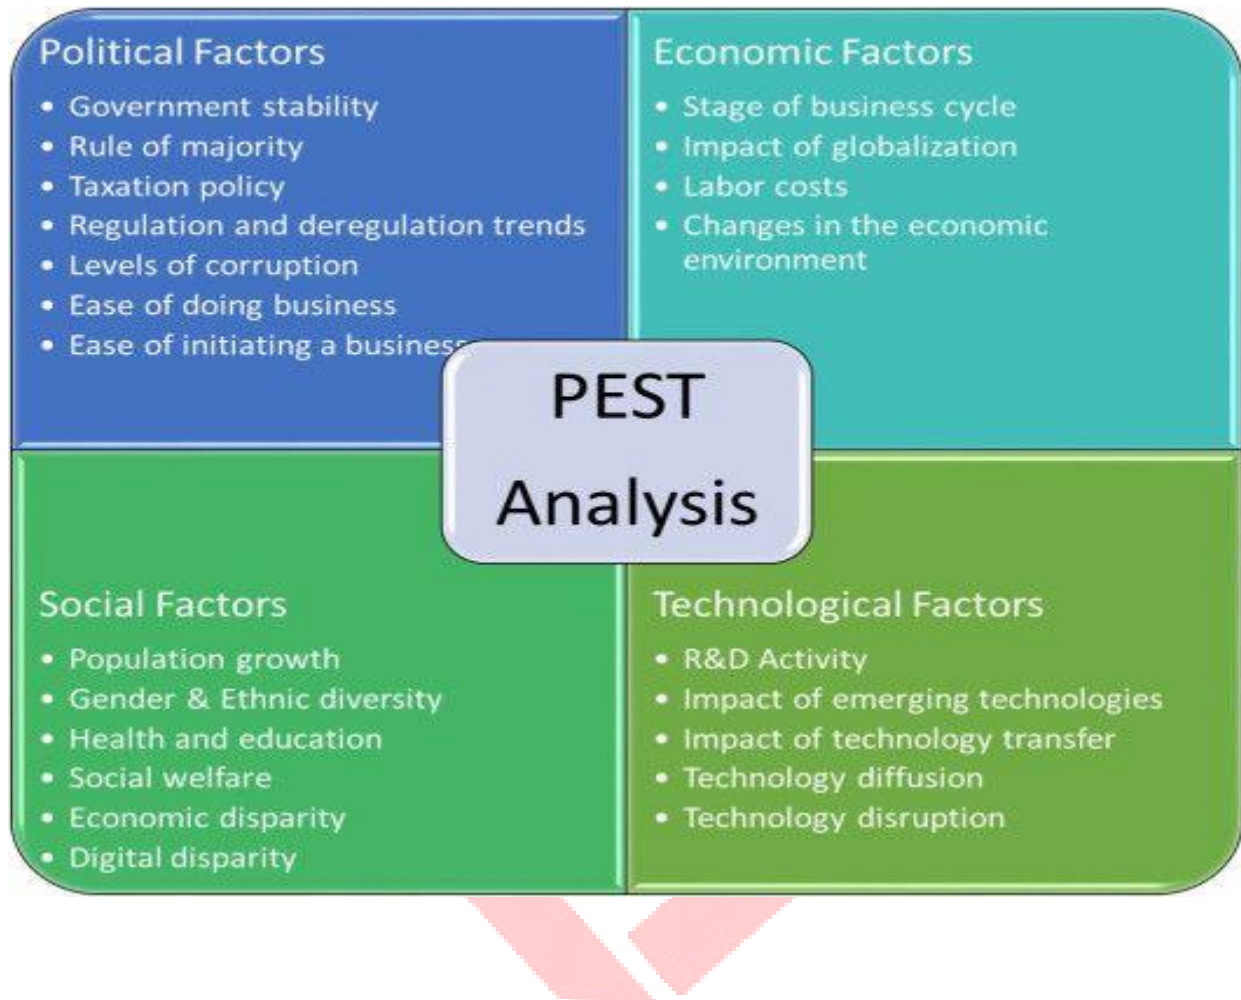 Political Factors
• Government stability
• Rule of majority
• Taxation policy
• Regulation and deregulation trends
• Levels of corruption
• Ease of doing business
• Ease of initiating a business
Economic Factors
• Stage of business cycle
• Impact of globalization
• Labor costs
• Changes in the economic
environment
PEST
Analysis
Social Factors
• Population growth
• Gender & Ethnic diversity
• Health and education
• Social welfare
• Economic disparity
• Digital disparity
Technological Factors
• R&D Activity
• Impact of emerging technologies
• Impact of technology transfer
• Technology diffusion
• Technology disruption